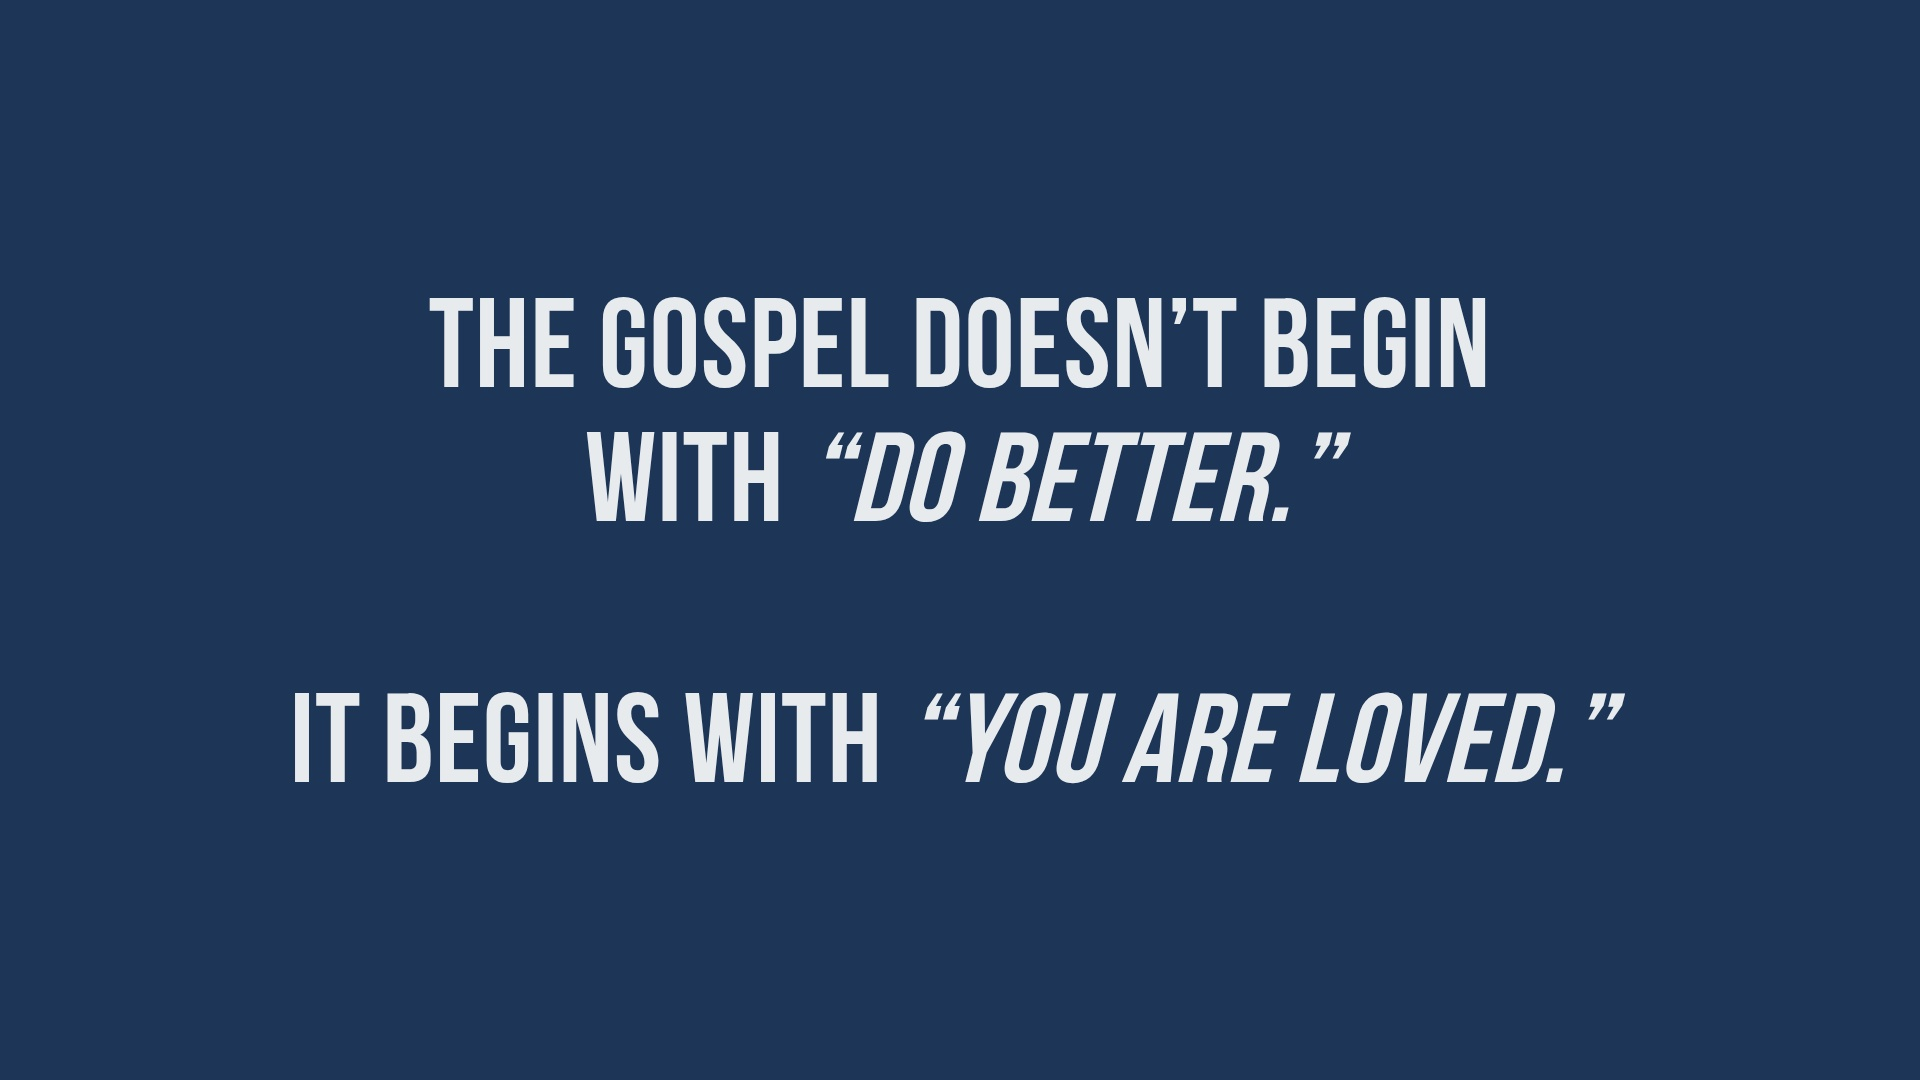 THE GOSPEL DOESN’T BEGIN
WITH “DO BETTER.”
IT BEGINS WITH “YOU ARE LOVED.”